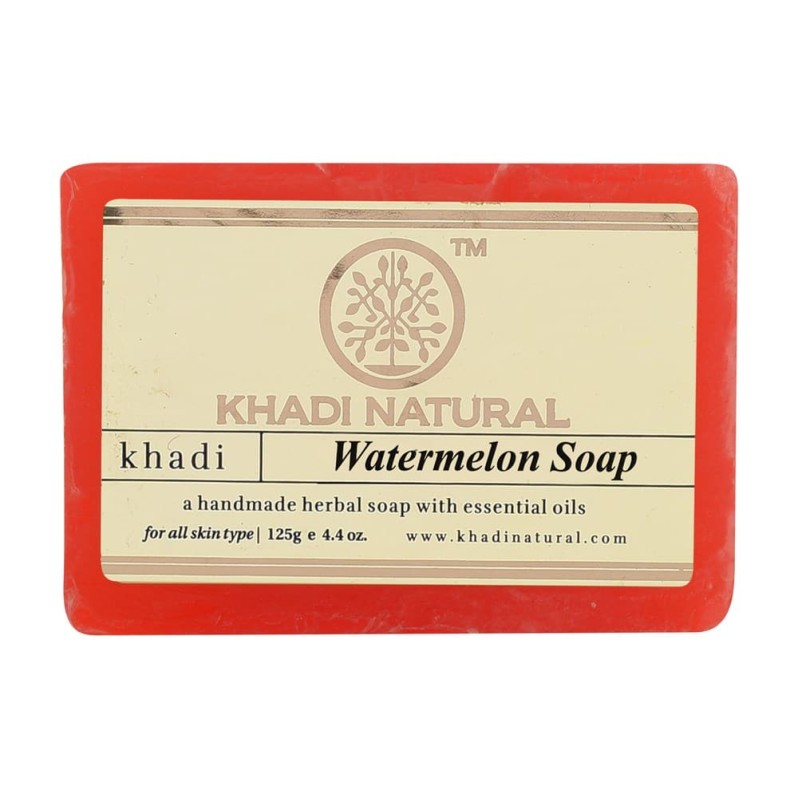 TM
KHADI NATURAL
khadi
Watermelon Soap
a handmade herbal soap with essential oils
for all skin type | 125g e 4.4 oz. www.khadinatural.com